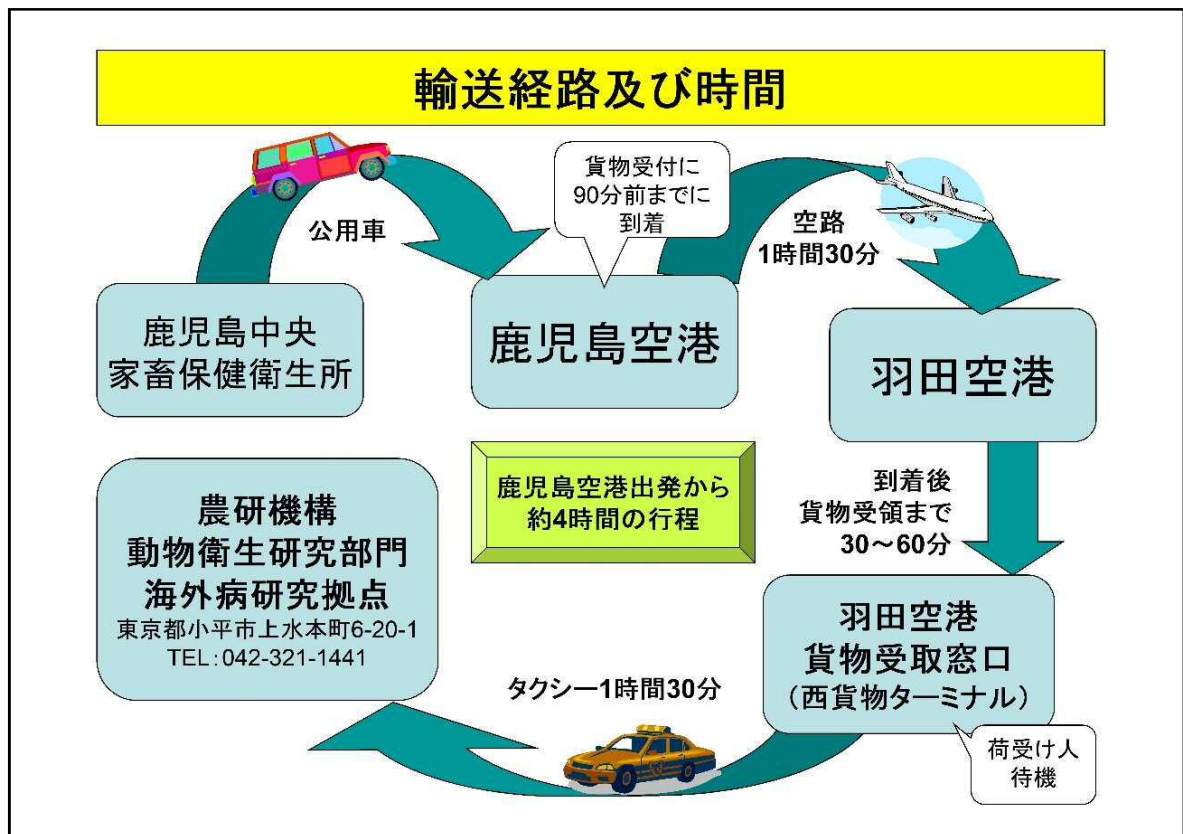 輸送経路及び時間
公用車
貨物受付に
90分前までに
到着
空路
1時間30分
鹿児島中央
家畜保健衛生所
鹿児島空港
羽田空港
鹿児島空港出発から
約4時間の行程
到着後
貨物受領まで
30～60分
羽田空港
貨物受取窓口
（西貨物ターミナル）
荷受け人
待機
タクシー1時間30分
農研機構
動物衛生研究部門
海外病研究拠点
東京都小平市上水本町6-20-1
TEL：042-321-1441